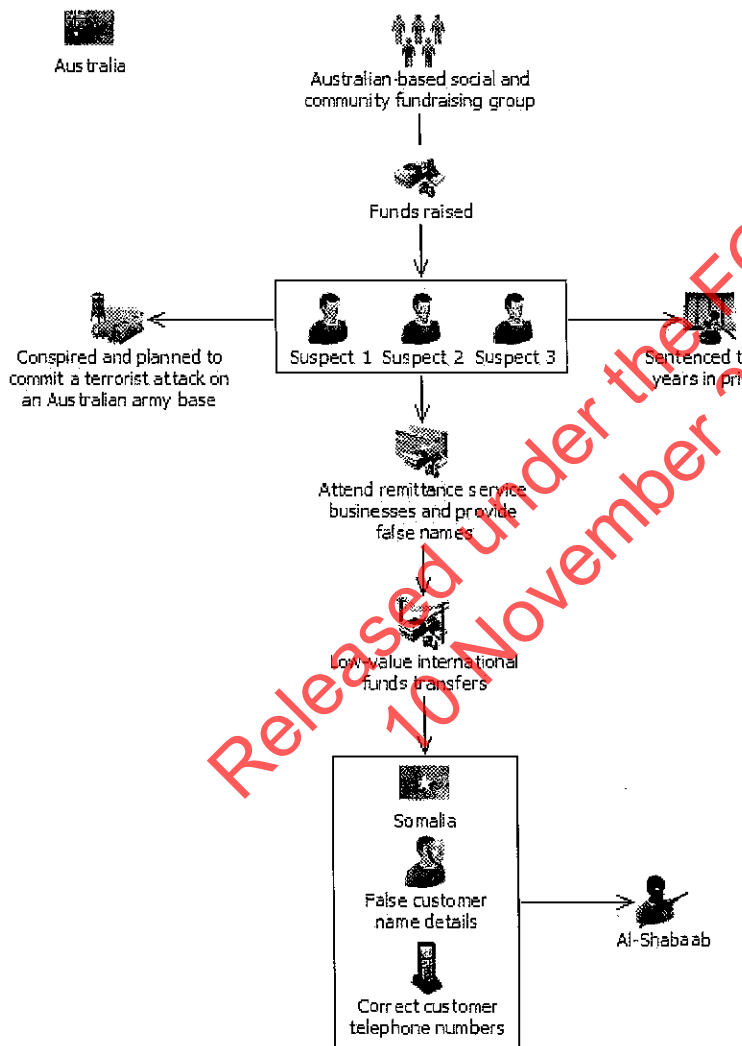 Australia
Australian-based social and
community fundraising group
Funds raised
Conspired and planned to
commit a terrorist attack on
an Australian army base
Suspect 1 Suspect 2 Suspect 3
Sentenced
years in
Attend remittance service
businesses and provide
false names
Low-value international
funds transfers
Somalia
False customer
name details
Correct customer
telephone numbers
Al-Shabaab
Released under the
10 November